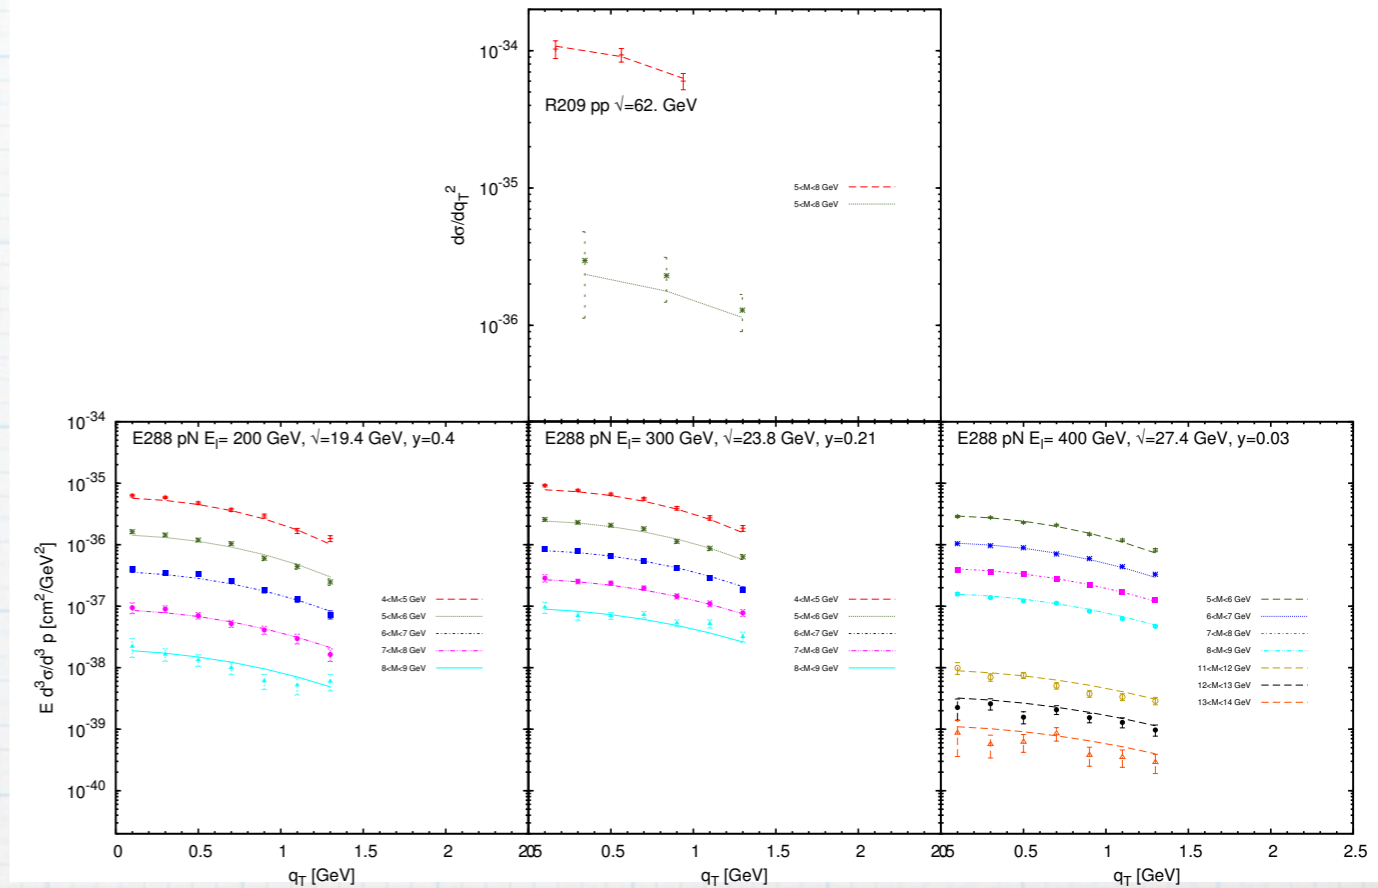 10^-34
R209 pp √=62. GeV
10^-35
5<M<8 GeV
5<M<8 GeV
dσ/dq_T^2
10^-36
10^-34
E288 pN E_l= 200 GeV, √=19.4 GeV, y=0.4
E288 pN E_l= 300 GeV, √=23.8 GeV, y=0.21
E288 pN E_l= 400 GeV, √=27.4 GeV, y=0.03
10^-35
10^-36
10^-37
10^-38
10^-39
10^-40
E d^3 σ/d^3 p [cm^2/GeV^2]
4<M<5 GeV
5<M<6 GeV
6<M<7 GeV
7<M<8 GeV
8<M<9 GeV
4<M<5 GeV
5<M<6 GeV
6<M<7 GeV
7<M<8 GeV
8<M<9 GeV
5<M<6 GeV
6<M<7 GeV
7<M<8 GeV
8<M<9 GeV
11<M<12 GeV
12<M<13 GeV
13<M<14 GeV
0 0.5 1 1.5 2 2.5
0.5 1 1.5 2 2.5
0.5 1 1.5 2 2.5
q_T [GeV]
q_T [GeV]
q_T [GeV]